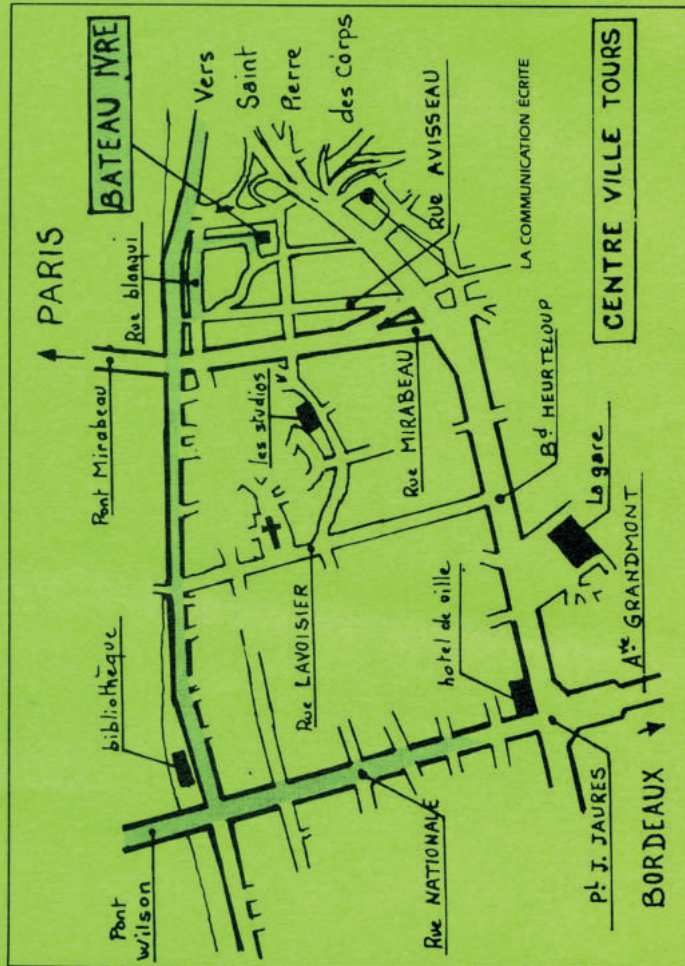 PARIS
BATEAU IVRE
Vers
Saint
Pierre
des Corps
Rue blanqui
Pont Mirabeau
Rue AVISSEAU
LA COMMUNICATION ÉCRITE
les studios
Rue MIRABEAU
Bd HEURTELOUP
CENTRE VILLE TOURS
bibliothèque
Rue LAVOISIER
hotel de ville
La gare
Ave GRANDMONT
Pont
Wilson
Rue NATIONALE
Pl J. JAURES
BORDEAUX